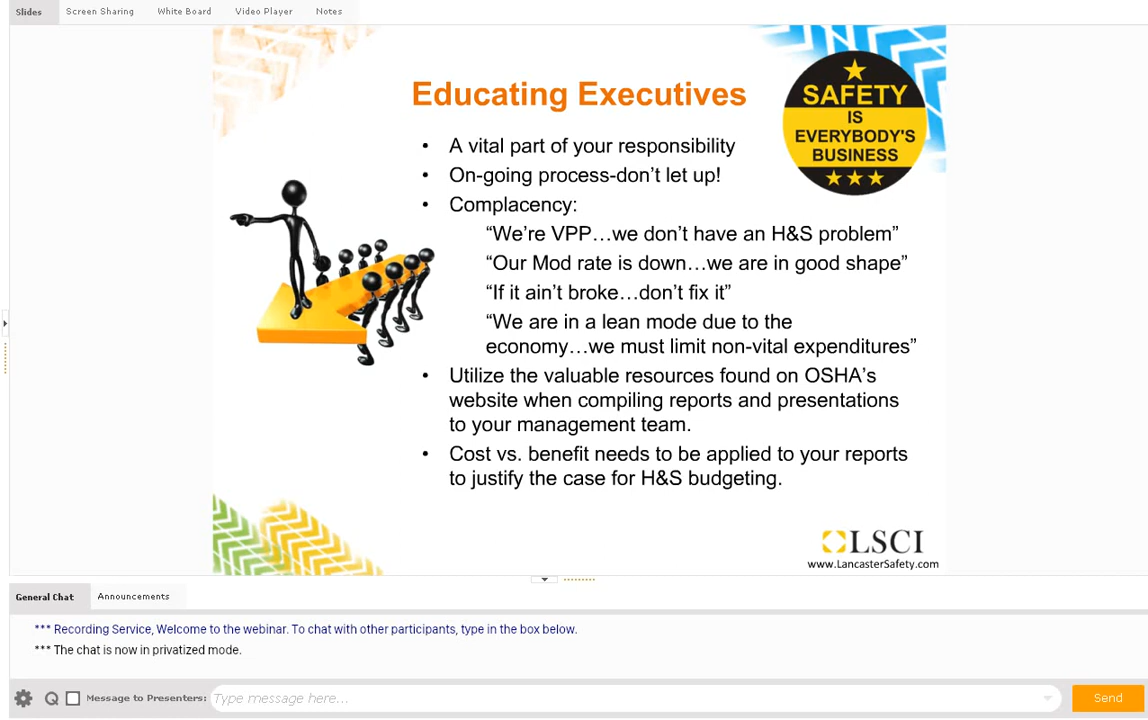 Slides Screen Sharing White Board Video Player Notes
Educating Executives
SAFETY
IS
EVERYBODY'S
BUSINESS
• A vital part of your responsibility
• On-going process-don't let up!
• Complacency:
"We're VPP…we don't have an H&S problem"
"Our Mod rate is down…we are in good shape"
"If it ain't broke…don't fix it"
"We are in a lean mode due to the
economy…we must limit non-vital expenditures"
• Utilize the valuable resources found on OSHA's
website when compiling reports and presentations
to your management team.
• Cost vs. benefit needs to be applied to your reports
to justify the case for H&S budgeting.
LSCI
www.LancasterSafety.com
General Chat Announcements
*** Recording Service, Welcome to the webinar. To chat with other participants, type in the box below.
*** The chat is now in privatized mode.
Message to Presenters: Type message here... Send